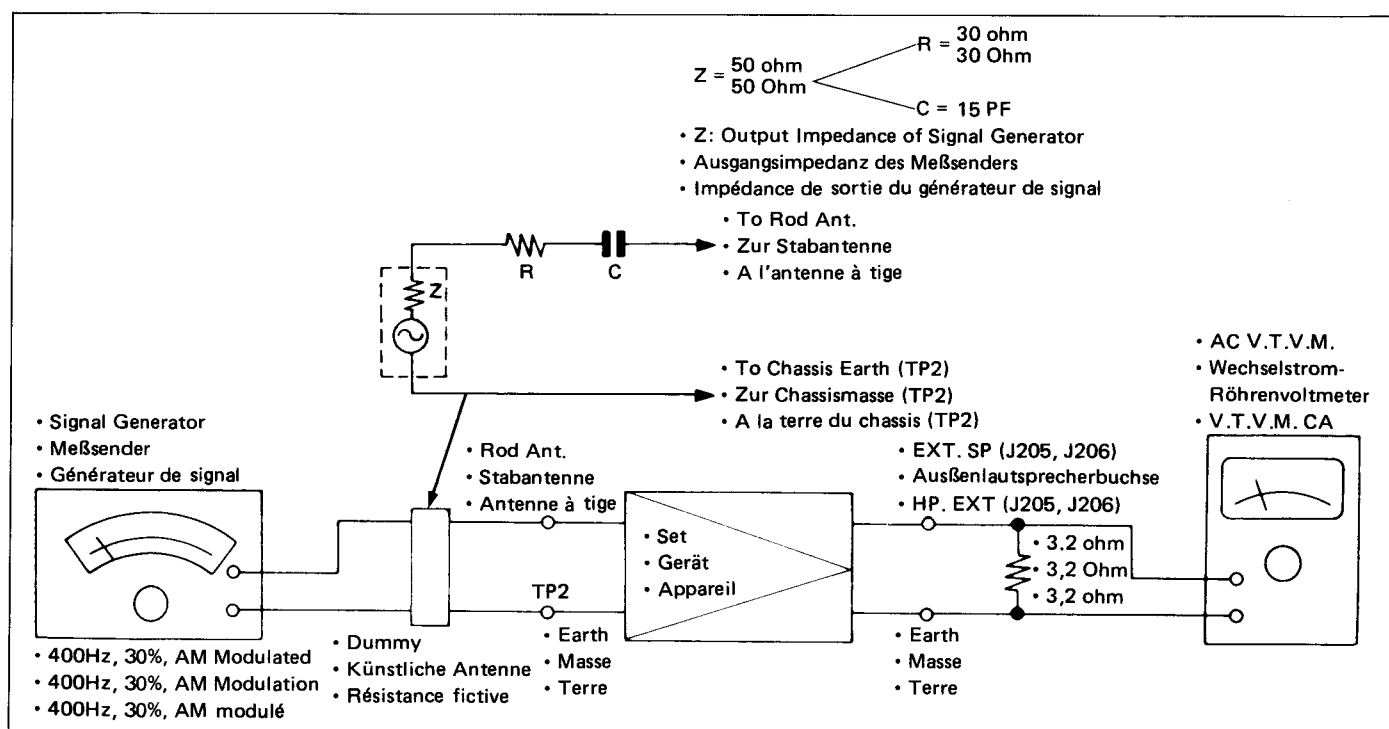 Z = 50 ohm
50 Ohm
R = 30 ohm
30 Ohm
C = 15 PF
• Z: Output Impedance of Signal Generator
• Ausgangsimpedanz des Meßsenders
• Impédance de sortie du générateur de signal
• To Rod Ant.
• Zur Stabantenne
• A l'antenne à tige
R
C
Z
• To Chassis Earth (TP2)
• Zur Chassismasse (TP2)
• A la terre du chassis (TP2)
• AC V.T.V.M.
• Wechselstrom-
Röhrenvoltmeter
• V.T.V.M. CA
• Signal Generator
• Meßsender
• Générateur de signal
• Rod Ant.
• Stabantenne
• Antenne à tige
• EXT. SP (J205, J206)
• Ausßenlautsprecherbuchse
• HP. EXT (J205, J206)
• Set
• Gerät
• Appareil
• 3.2 ohm
• 3,2 Ohm
• 3,2 ohm
TP2
• Earth
• Masse
• Terre
• Earth
• Masse
• Terre
• Dummy
• Künstliche Antenne
• Résistance fictive
• 400Hz, 30%, AM Modulated
• 400Hz, 30%, AM Modulation
• 400Hz, 30%, AM modulé